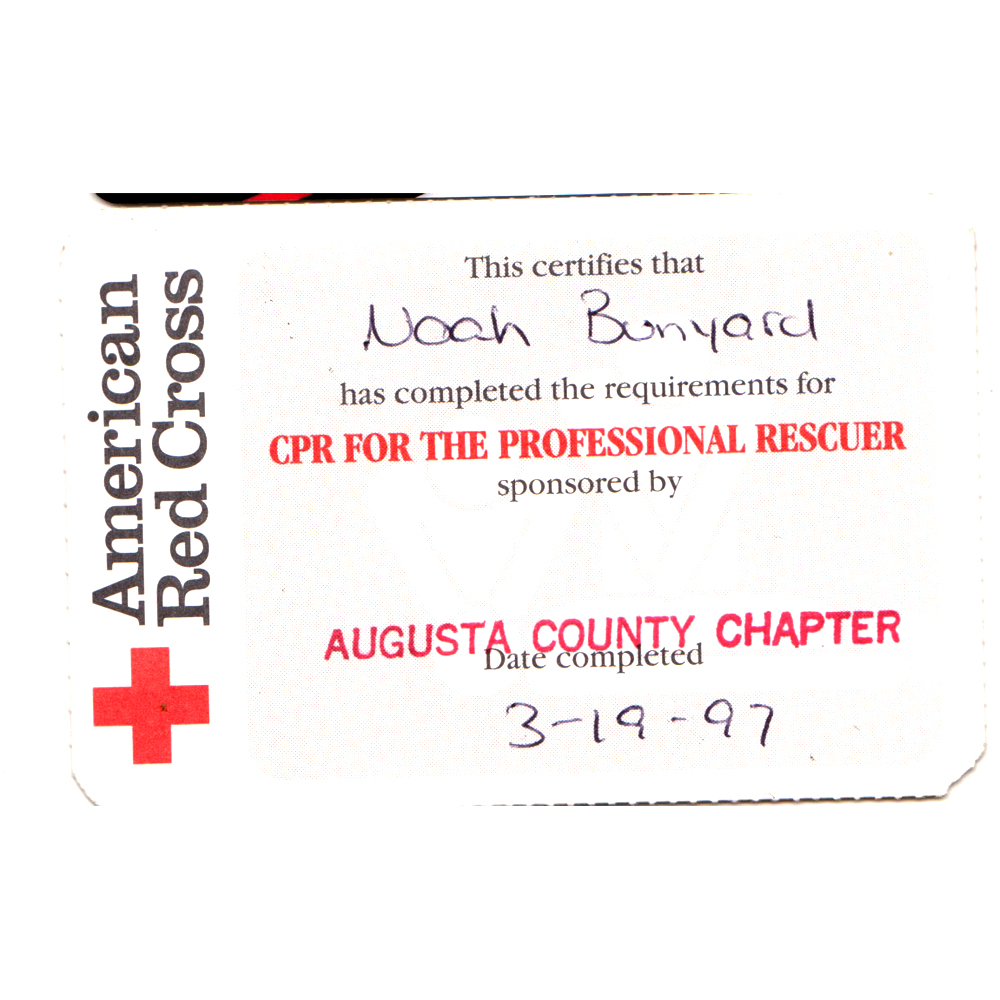 American
Red Cross
This certifies that
Noah Bunyard
has completed the requirements for
CPR FOR THE PROFESSIONAL RESCUER
sponsored by
AUGUSTA COUNTY CHAPTER
Date completed
3-19-97